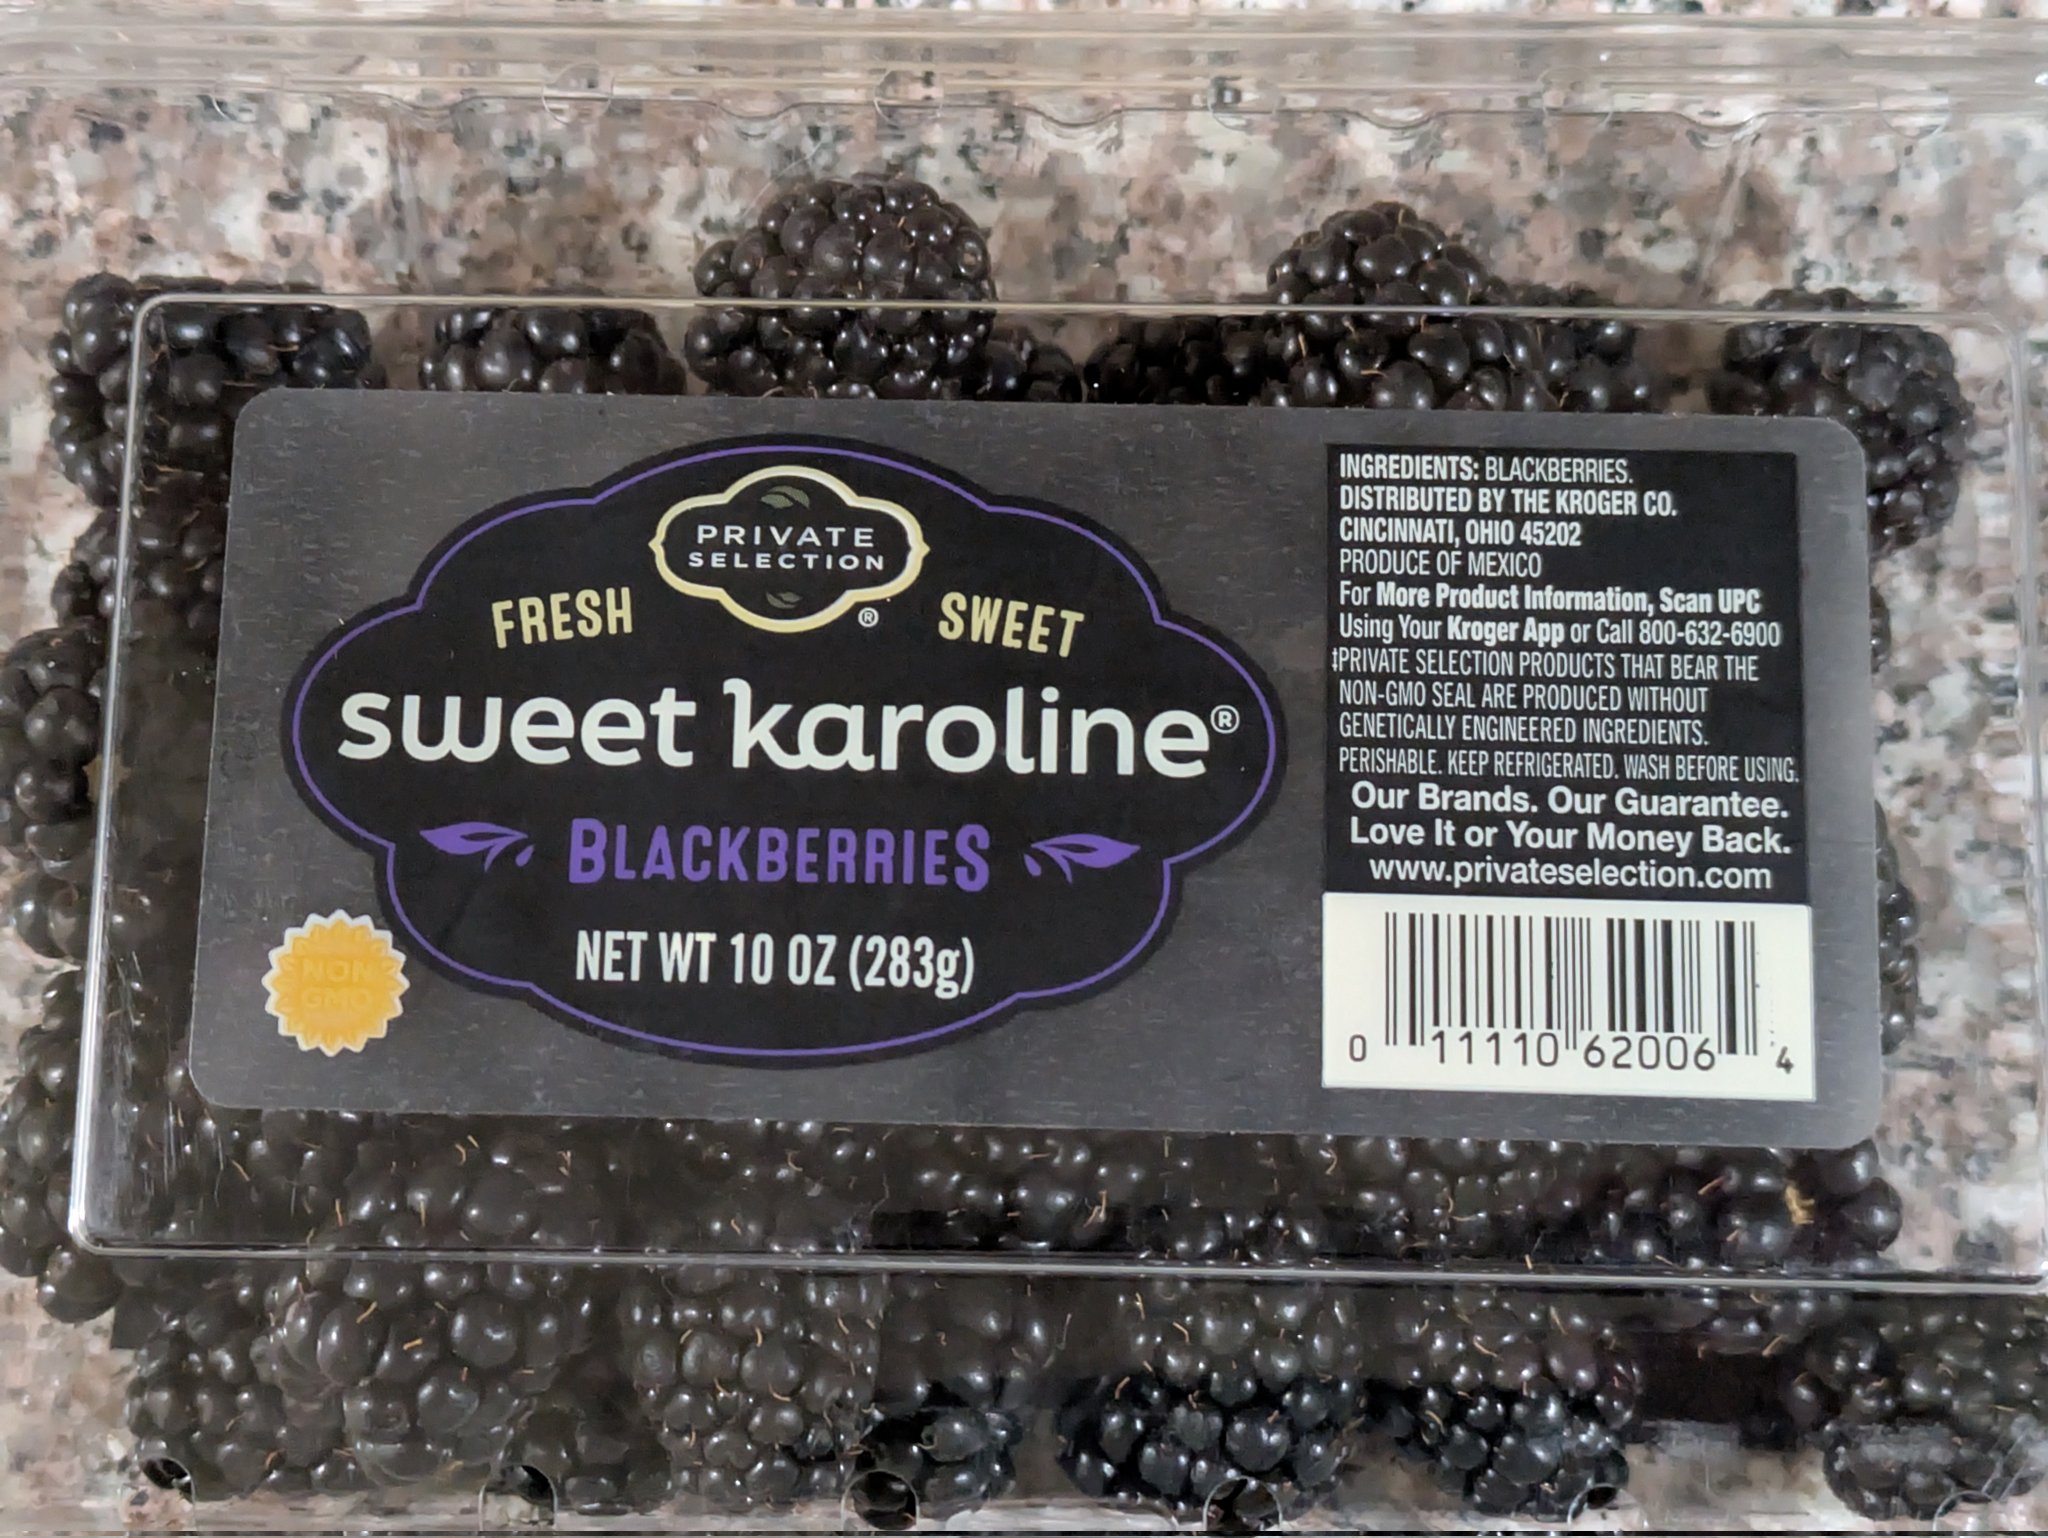 PRIVATE
SELECTION
®
FRESH SWEET
sweet karoline®
BLACKBERRIES
NET WT 10 OZ (283g)
NON
GMO
INGREDIENTS: BLACKBERRIES.
DISTRIBUTED BY THE KROGER CO.
CINCINNATI, OHIO 45202
PRODUCE OF MEXICO
For More Product Information, Scan UPC
Using Your Kroger App or Call 800-632-6900
‡PRIVATE SELECTION PRODUCTS THAT BEAR THE
NON-GMO SEAL ARE PRODUCED WITHOUT
GENETICALLY ENGINEERED INGREDIENTS.
PERISHABLE. KEEP REFRIGERATED. WASH BEFORE USING.
Our Brands. Our Guarantee.
Love It or Your Money Back.
www.privateselection.com
0 11110 62006 4